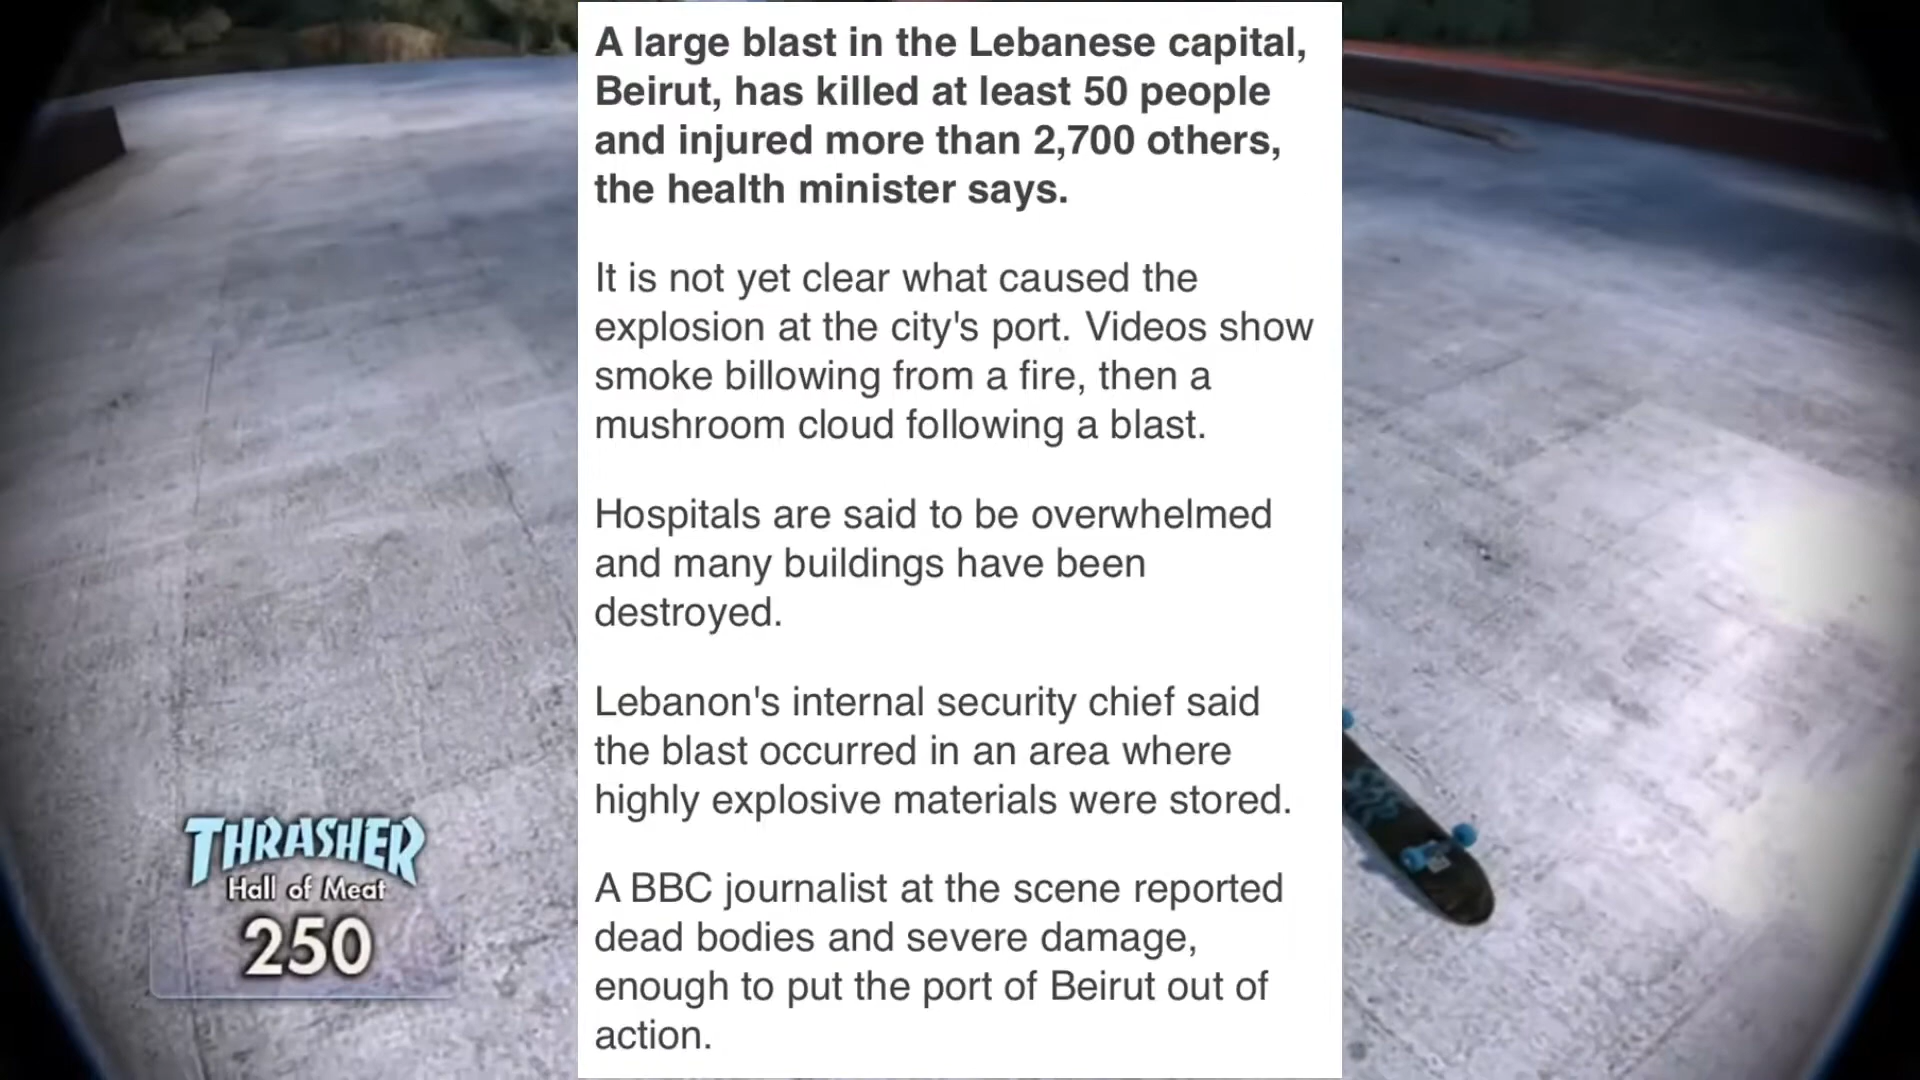 A large blast in the Lebanese capital,
Beirut, has killed at least 50 people
and injured more than 2,700 others,
the health minister says.
It is not yet clear what caused the
explosion at the city's port. Videos show
smoke billowing from a fire, then a
mushroom cloud following a blast.
Hospitals are said to be overwhelmed
and many buildings have been
destroyed.
Lebanon's internal security chief said
the blast occurred in an area where
highly explosive materials were stored.
A BBC journalist at the scene reported
dead bodies and severe damage,
enough to put the port of Beirut out of
action.
THRASHER
Hall of Meat
250